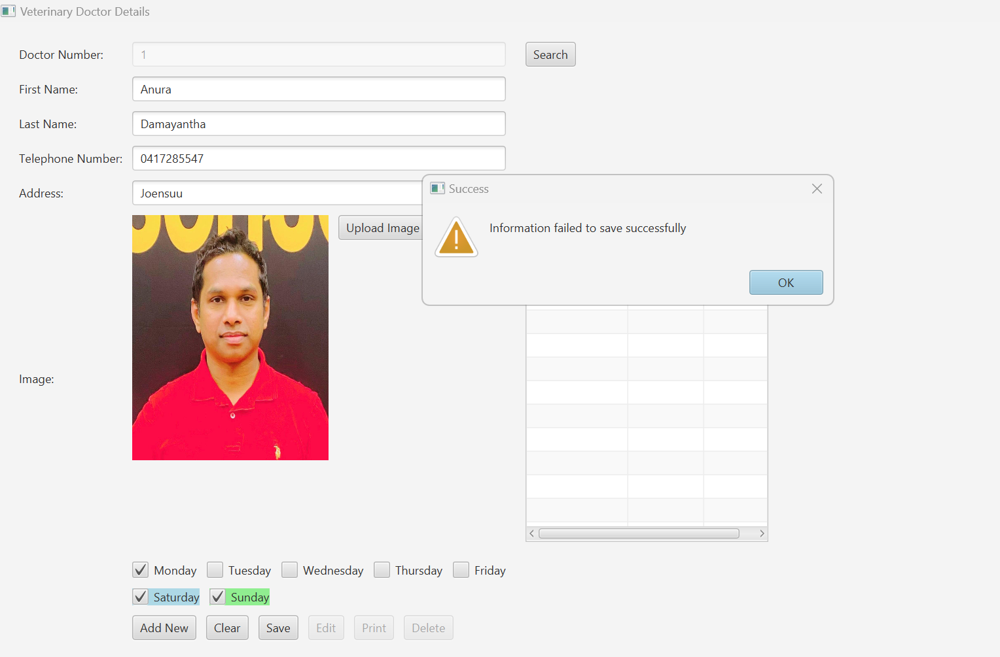 Veterinary Doctor Details
Doctor Number: 1 Search
First Name: Anura
Last Name: Damayantha
Telephone Number: 0417285547
Address: Joensuu
Success
Information failed to save successfully
OK
Upload Image
Image:
Monday Tuesday Wednesday Thursday Friday
Saturday Sunday
Add New Clear Save Edit Print Delete